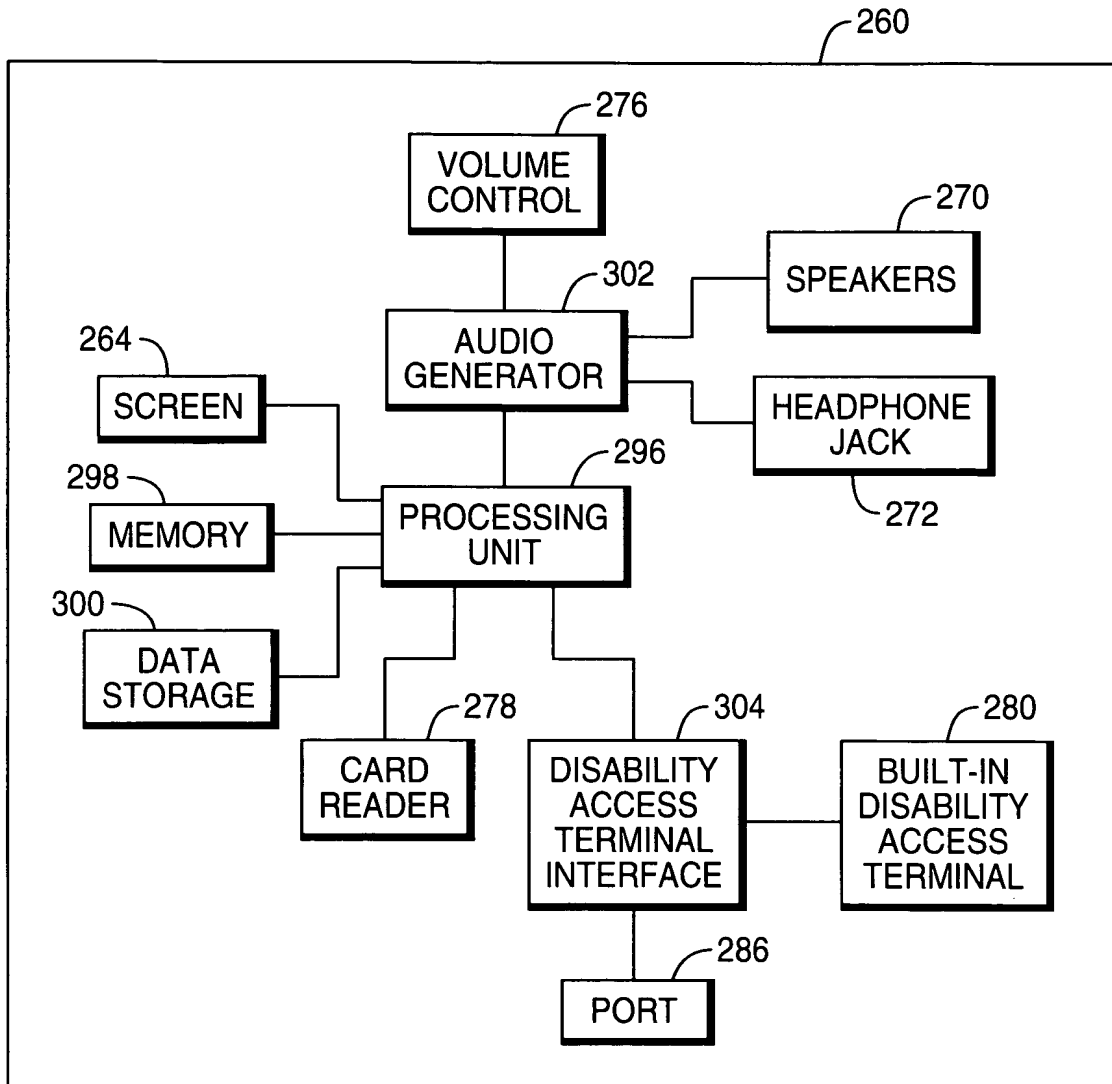 260
276
VOLUME
CONTROL
270
SPEAKERS
302
AUDIO
GENERATOR
264
SCREEN
HEADPHONE
JACK
272
298
MEMORY
296
PROCESSING
UNIT
300
DATA
STORAGE
278
CARD
READER
304
DISABILITY
ACCESS
TERMINAL
INTERFACE
280
BUILT-IN
DISABILITY
ACCESS
TERMINAL
286
PORT